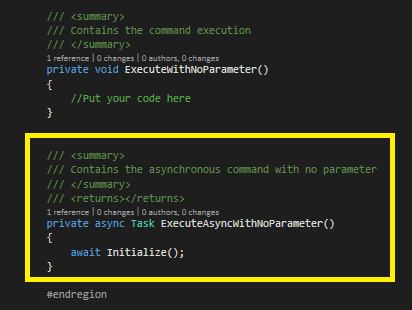 /// <summary>
/// Contains the command execution
/// </summary>
1 reference | 0 changes | 0 authors, 0 changes
private void ExecuteWithNoParameter()
{
//Put your code here
}
/// <summary>
/// Contains the asynchronous command with no parameter
/// </summary>
/// <returns></returns>
1 reference | 0 changes | 0 authors, 0 changes
private async Task ExecuteAsyncWithNoParameter()
{
await Initialize();
}
#endregion